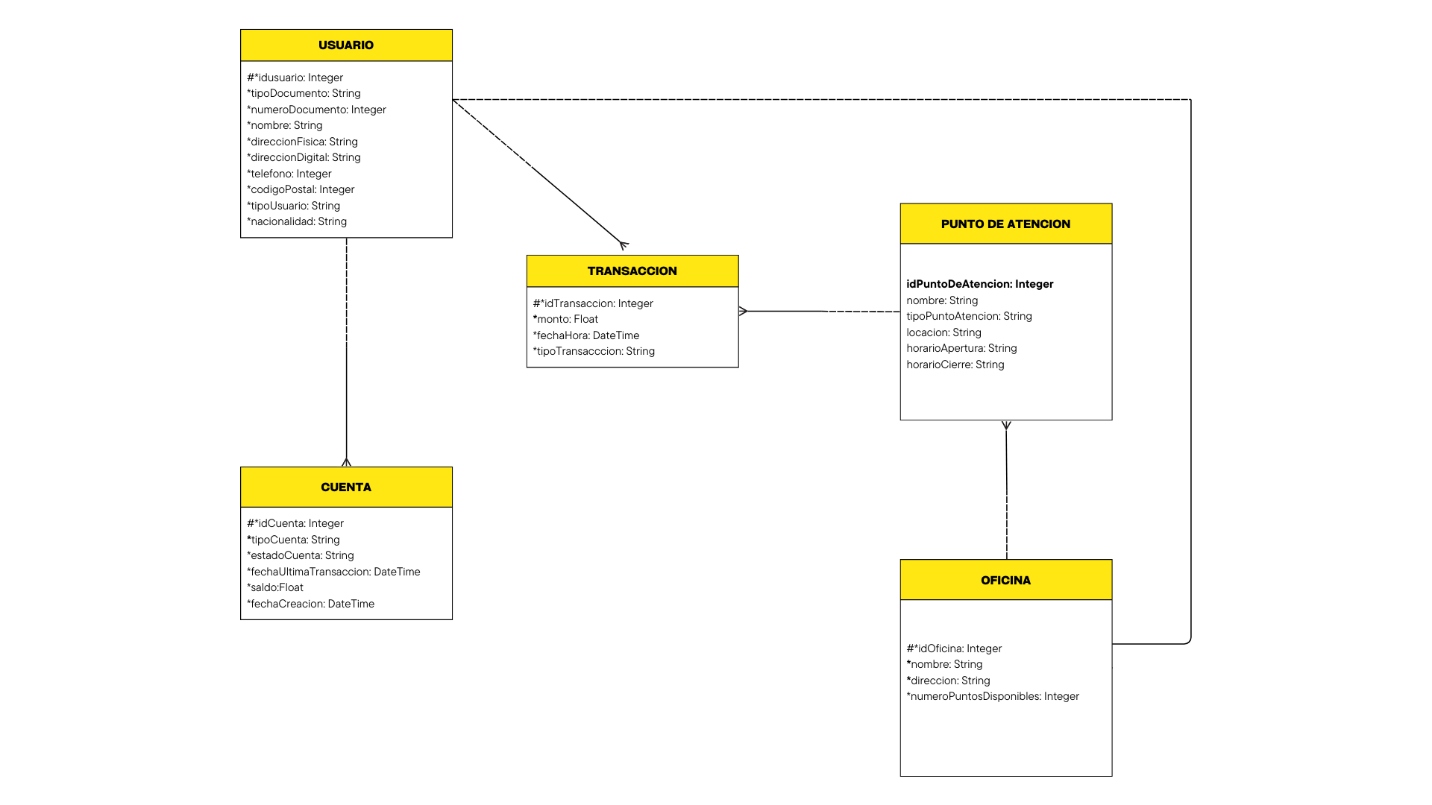 USUARIO
#*idusuario: Integer
*tipoDocumento: String
*numeroDocumento: Integer
*nombre: String
*direccionFisica: String
*direccionDigital: String
*telefono: Integer
*codigoPostal: Integer
*tipoUsuario: String
*nacionalidad: String
TRANSACCION
#*idTransaccion: Integer
*monto: Float
*fechaHora: DateTime
*tipoTransacccion: String
PUNTO DE ATENCION
idPuntoDeAtencion: Integer
nombre: String
tipoPuntoAtencion: String
locacion: String
horarioApertura: String
horarioCierre: String
CUENTA
#*idCuenta: Integer
*tipoCuenta: String
*estadoCuenta: String
*fechaUltimaTransaccion: DateTime
*saldo:Float
*fechaCreacion: DateTime
OFICINA
#*idOficina: Integer
*nombre: String
*direccion: String
*numeroPuntosDisponibles: Integer